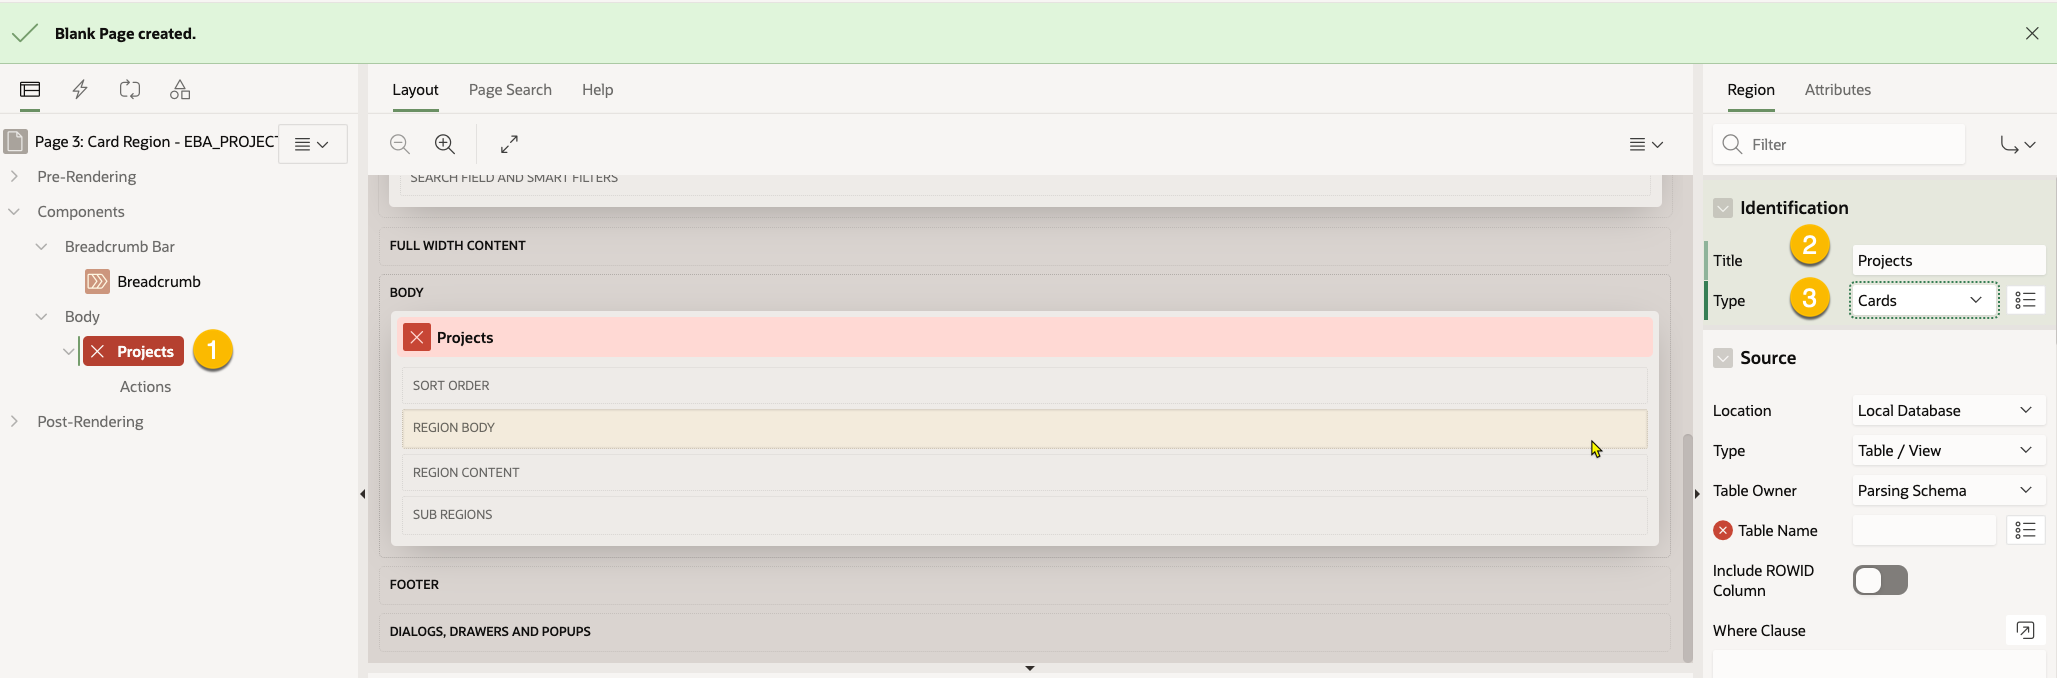 Blank Page created.
Layout
Page Search
Help
Region
Attributes
Page 3: Card Region - EBA_PROJECT
Pre-Rendering
Components
Breadcrumb Bar
Breadcrumb
Body
Projects
1
Actions
Post-Rendering
SEARCH FIELD AND SMART FILTERS
FULL WIDTH CONTENT
BODY
Projects
SORT ORDER
REGION BODY
REGION CONTENT
SUB REGIONS
FOOTER
DIALOGS, DRAWERS AND POPUPS
Filter
Identification
Title 2 Projects
Type 3 Cards
Source
Location Local Database
Type Table / View
Table Owner Parsing Schema
Table Name
Include ROWID
Column
Where Clause